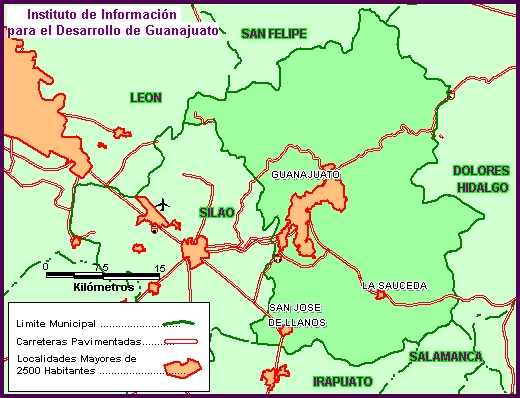 Instituto de Información
para el Desarrollo de Guanajuato
SAN FELIPE
LEON
DOLORES
HIDALGO
GUANAJUATO
SILAO
0 7.5 15
Kilómetros
LA SAUCEDA
SAN JOSE
DE LLANOS
SALAMANCA
IRAPUATO
Limite Municipal ....................
Carreteras Pavimentadas.........
Localidades Mayores de
2500 Habitantes ....................